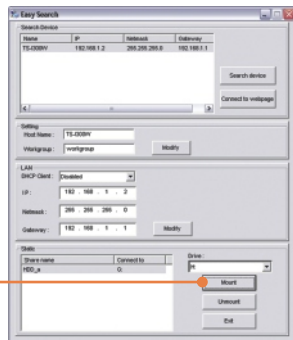 Easy Search
Search Device
Name IP Netmask Gateway
TS-I300W 192.168.1.2 255.255.255.0 192.168.1.1
Search device
Connect to webpage
Setting
Host Name : TS-I300W
Workgroup : workgroup
Modify
LAN
DHCP Client : Disabled
I P : 192 . 168 . 1 . 2
Netmask : 255 . 255 . 255 . 0
Gateway : 192 . 168 . 1 . 1
Modify
Share name Connect to
HDD_a O:
Drive :
Mount
Unmount
Exit